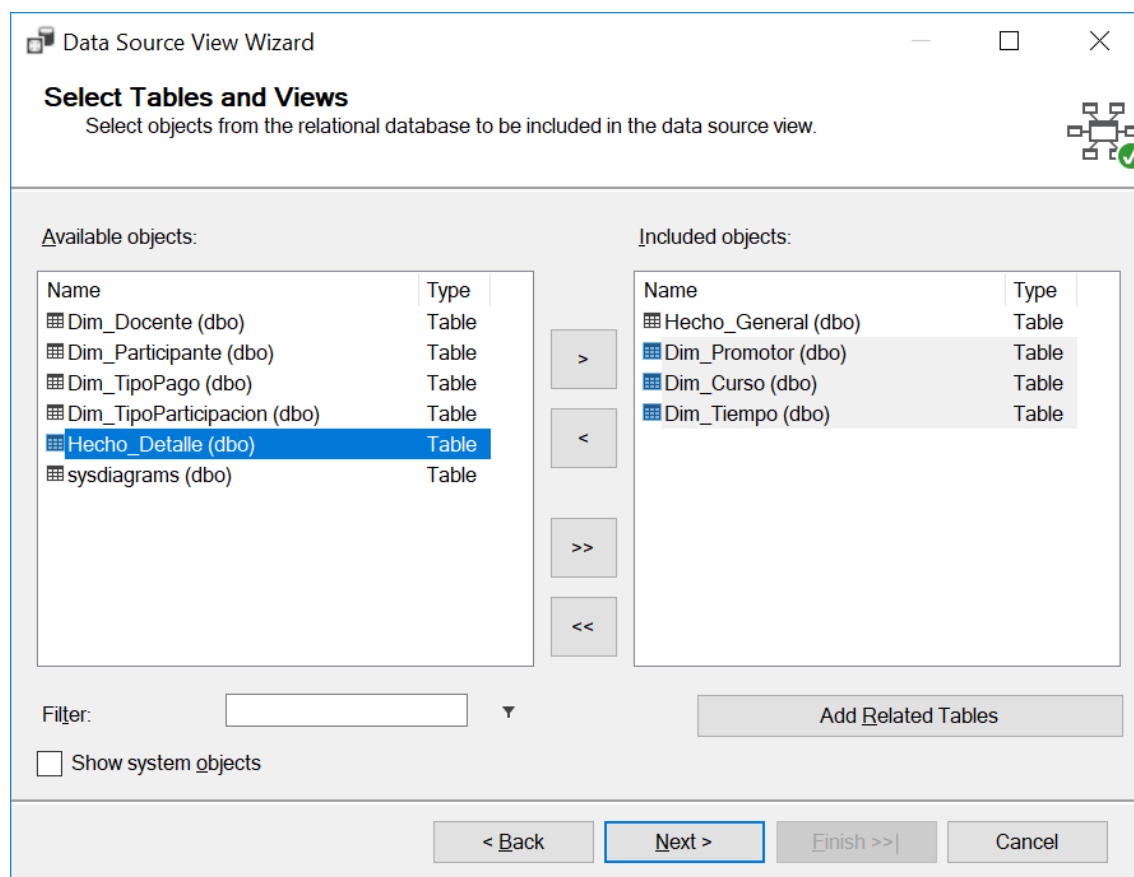 Data Source View Wizard
Select Tables and Views
Select objects from the relational database to be included in the data source view.
Available objects:
Included objects:
Name Type
Dim_Docente (dbo) Table
Dim_Participante (dbo) Table
Dim_TipoPago (dbo) Table
Dim_TipoParticipacion (dbo) Table
Hecho_Detalle (dbo) Table
sysdiagrams (dbo) Table
>
<
>>
<<
Name Type
Hecho_General (dbo) Table
Dim_Promotor (dbo) Table
Dim_Curso (dbo) Table
Dim_Tiempo (dbo) Table
Filter:
Add Related Tables
Show system objects
< Back
Next >
Finish >>|
Cancel